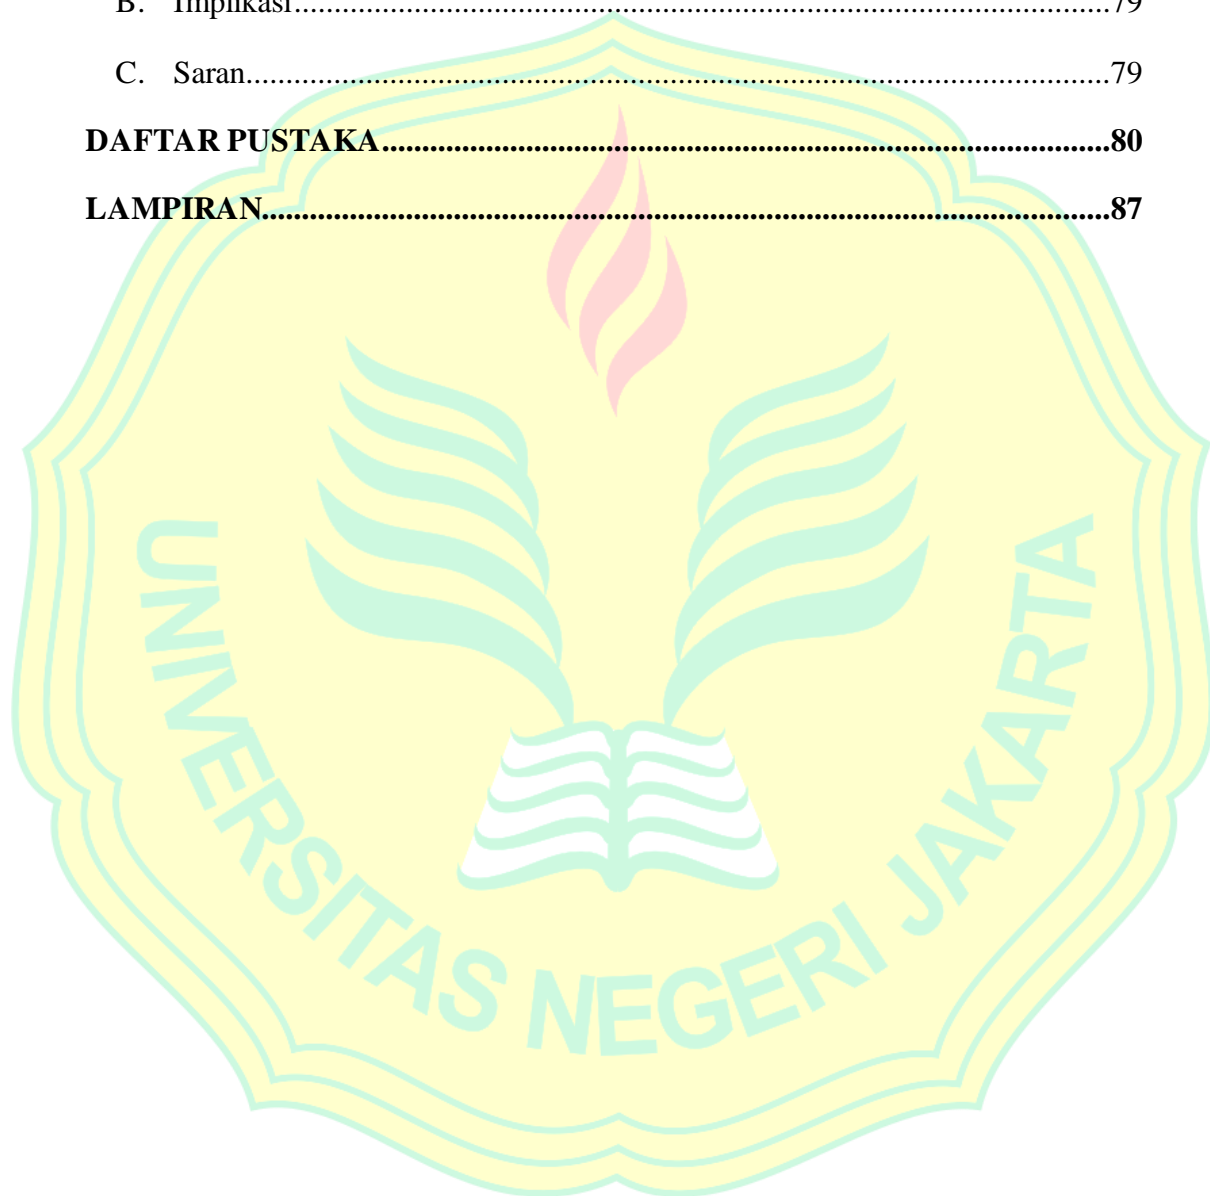 B. Implikasi....................................................................................................79
C. Saran..........................................................................................................79
DAFTAR PUSTAKA..........................................................................................80
LAMPIRAN.........................................................................................................87
UNIVERSITAS NEGERI JAKARTA